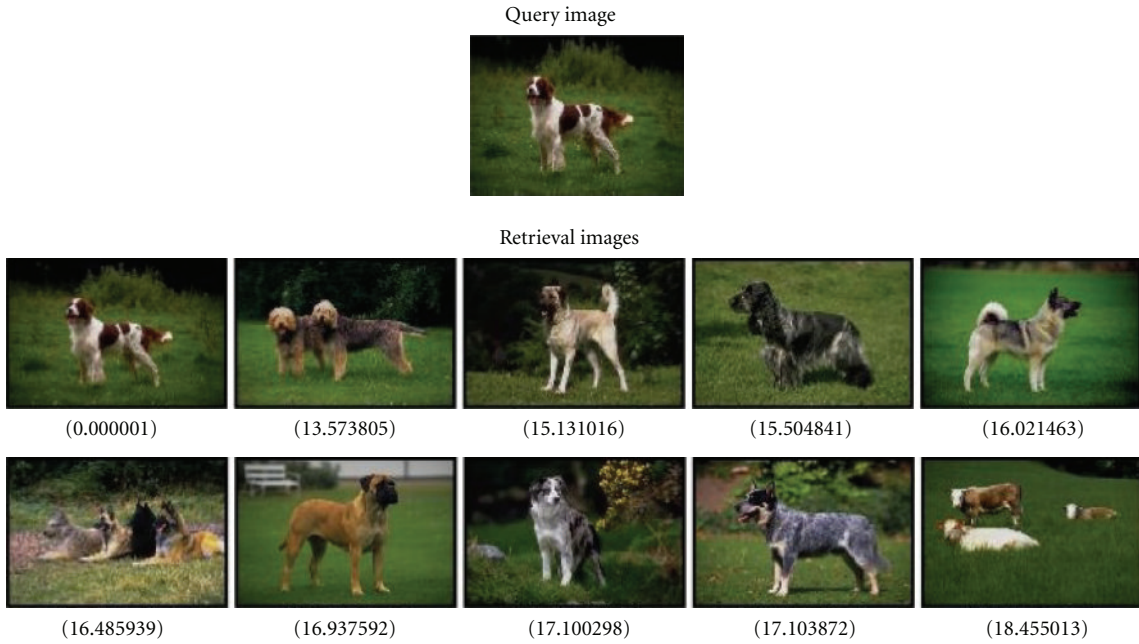 Query image
Retrieval images
(0.000001) (13.573805) (15.131016) (15.504841) (16.021463)
(16.485939) (16.937592) (17.100298) (17.103872) (18.455013)